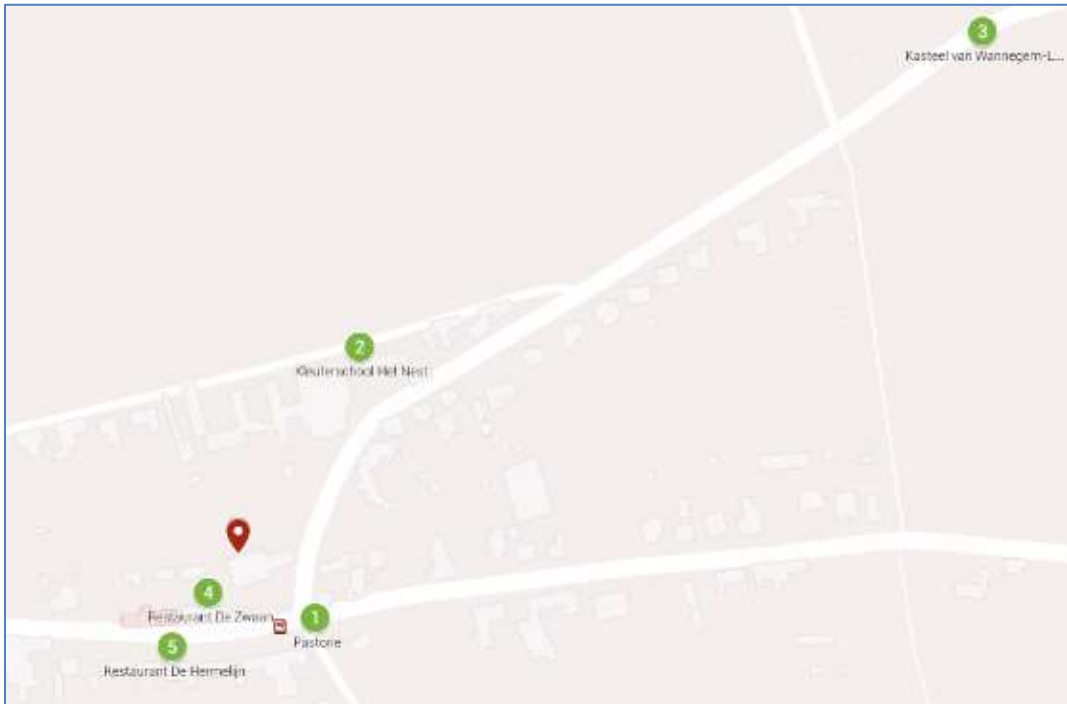 3
Kasteel van Wannegem-L...
2
Kleuterschool Het Nest
4
Restaurant De Zwaan
1
Pastorie
5
Restaurant De Hermelijn